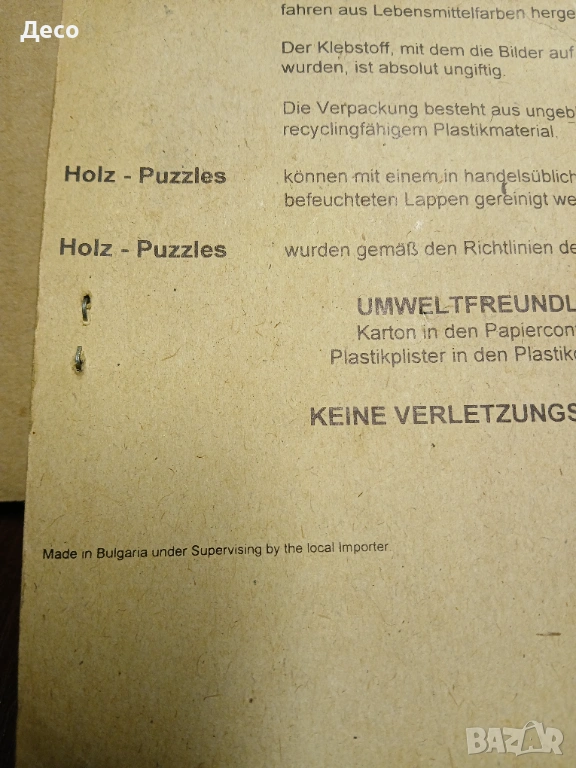 Deco
fahren aus Lebensmittelfarben herge
Der Klebstoff, mit dem die Bilder auf
wurden, ist absolut ungiftig.
Die Verpackung besteht aus ungeb
recyclingfähigem Plastikmaterial.
Holz - Puzzles können mit einem in handelsüblich
befeuchteten Lappen gereinigt we
Holz - Puzzles wurden gemäß den Richtlinien de
UMWELTFREUNDL
Karton in den Papiercon
Plastikplister in den Plastik
KEINE VERLETZUNGS
Made in Bulgaria under Supervising by the local Importer
BAZAR